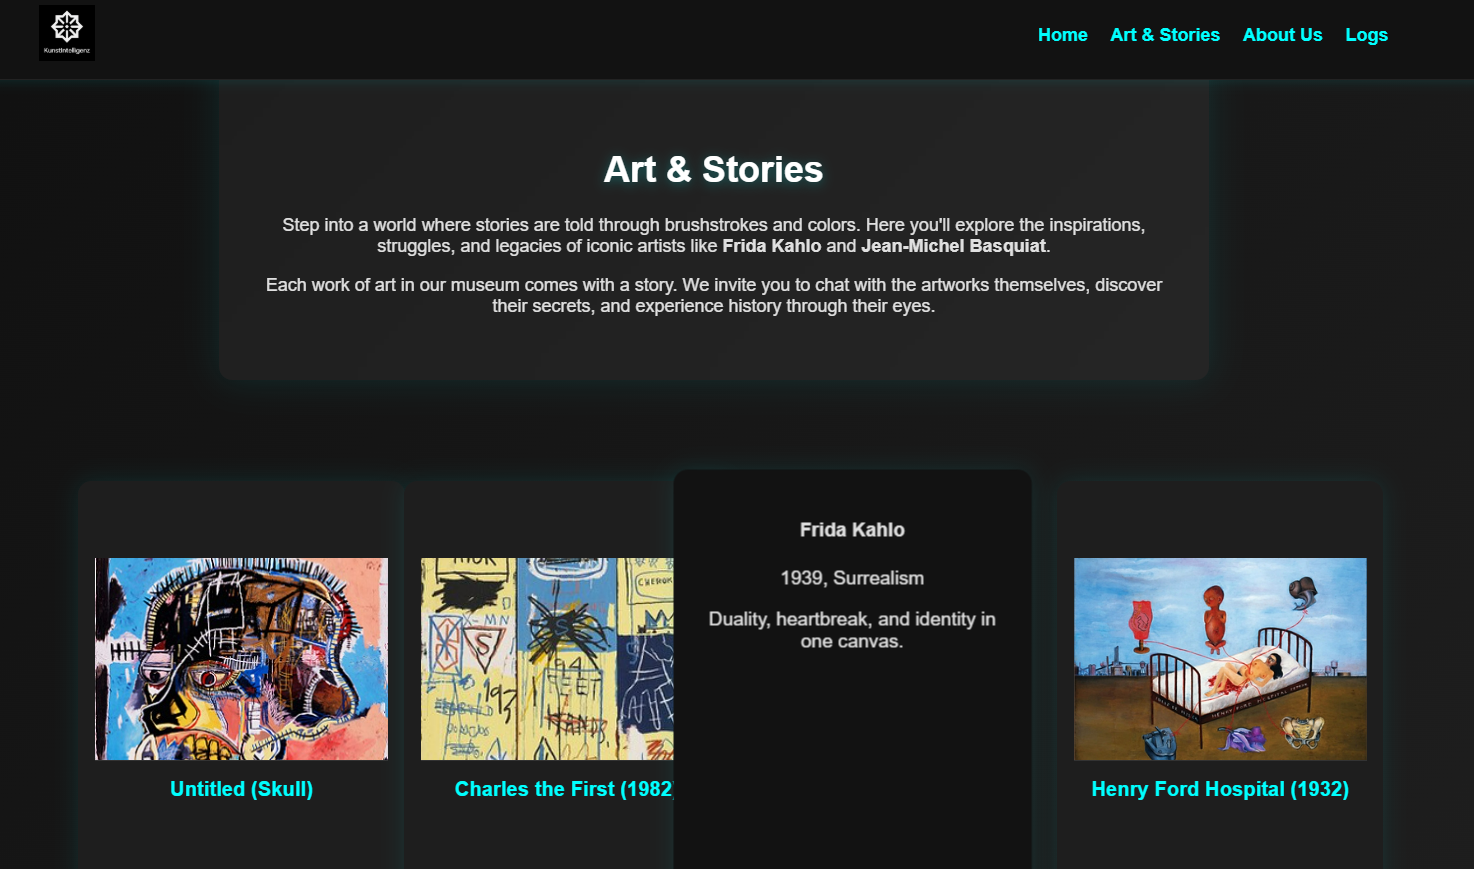 KunstIntelligenz
Home
Art & Stories
About Us
Logs
Art & Stories
Step into a world where stories are told through brushstrokes and colors. Here you'll explore the inspirations,
struggles, and legacies of iconic artists like Frida Kahlo and Jean-Michel Basquiat.
Each work of art in our museum comes with a story. We invite you to chat with the artworks themselves, discover
their secrets, and experience history through their eyes.
Untitled (Skull)
CHEROK
X-MN
S
S
FEET
Charles the First (1982)
Frida Kahlo
1939, Surrealism
Duality, heartbreak, and identity in
one canvas.
Henry Ford Hospital (1932)